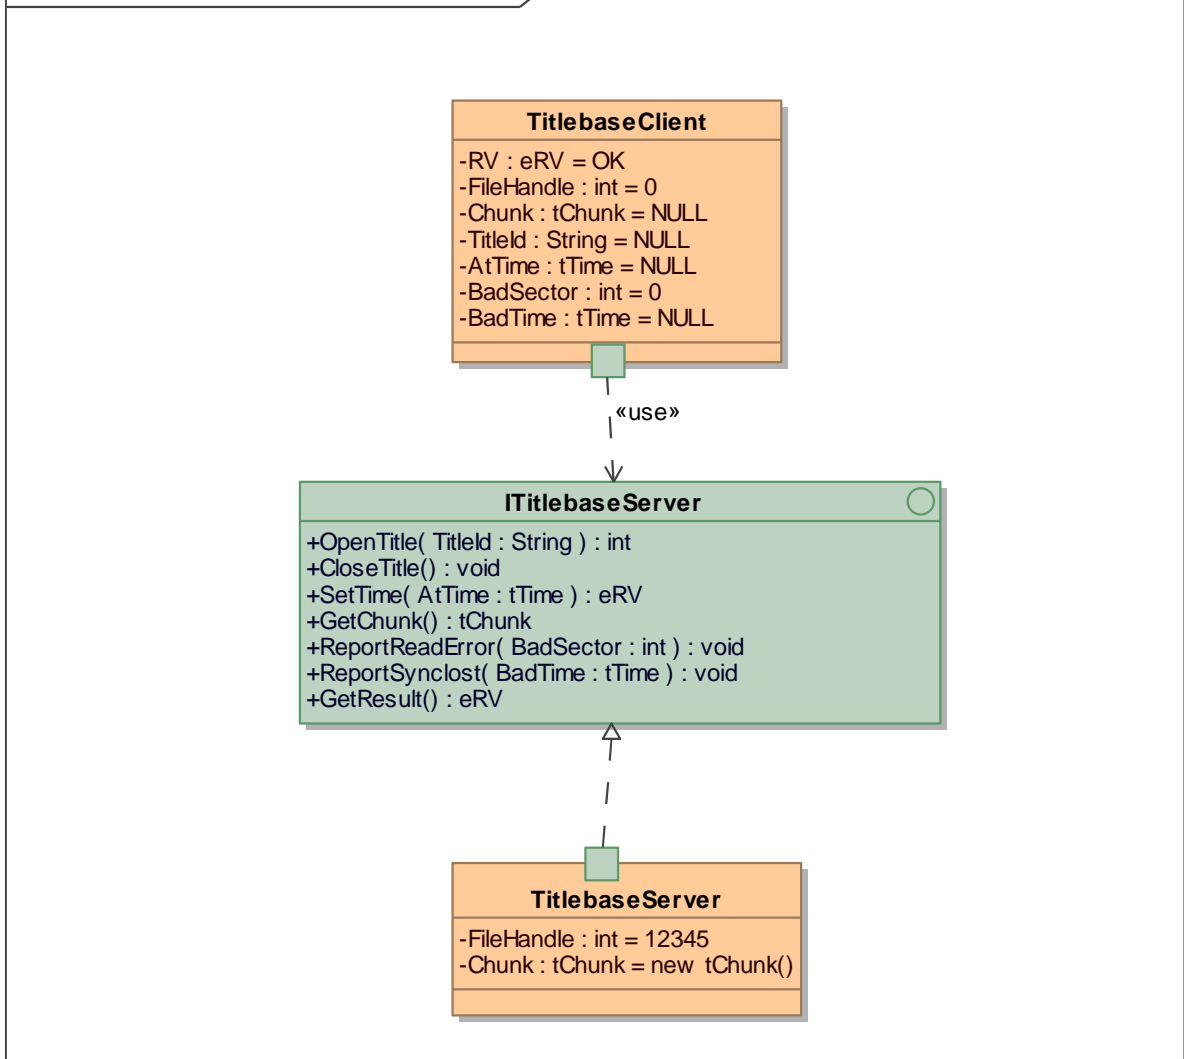 TitlebaseClient
-RV : eRV = OK
-FileHandle : int = 0
-Chunk : tChunk = NULL
-TitleId : String = NULL
-AtTime : tTime = NULL
-BadSector : int = 0
-BadTime : tTime = NULL
«use»
ITitlebaseServer
+OpenTitle( TitleId : String ) : int
+CloseTitle() : void
+SetTime( AtTime : tTime ) : eRV
+GetChunk() : tChunk
+ReportReadError( BadSector : int ) : void
+ReportSynclost( BadTime : tTime ) : void
+GetResult() : eRV
TitlebaseServer
-FileHandle : int = 12345
-Chunk : tChunk = new tChunk()